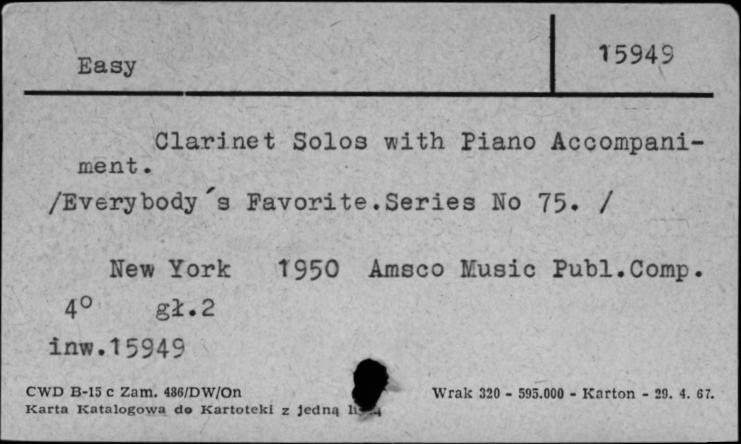 Easy
15949
Clarinet Solos with Piano Accompani-
ment.
/Everybody´s Favorite.Series No 75. /
New York 1950 Amsco Music Publ.Comp.
4° gł.2
inw.15949
CWD B-15 c Zam. 486/DW/On
Wrak 320 - 595.000 - Karton - 29. 4. 67.
Karta Katalogowa do Kartoteki z jedną